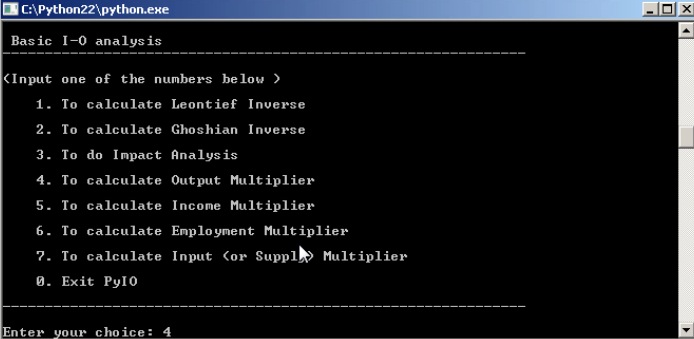 C:\Python22\python.exe
Basic I-O analysis
(Input one of the numbers below )
1. To calculate Leontief Inverse
2. To calculate Ghoshian Inverse
3. To do Impact Analysis
4. To calculate Output Multiplier
5. To calculate Income Multiplier
6. To calculate Employment Multiplier
7. To calculate Input (or Supply) Multiplier
0. Exit PyIO
Enter your choice: 4